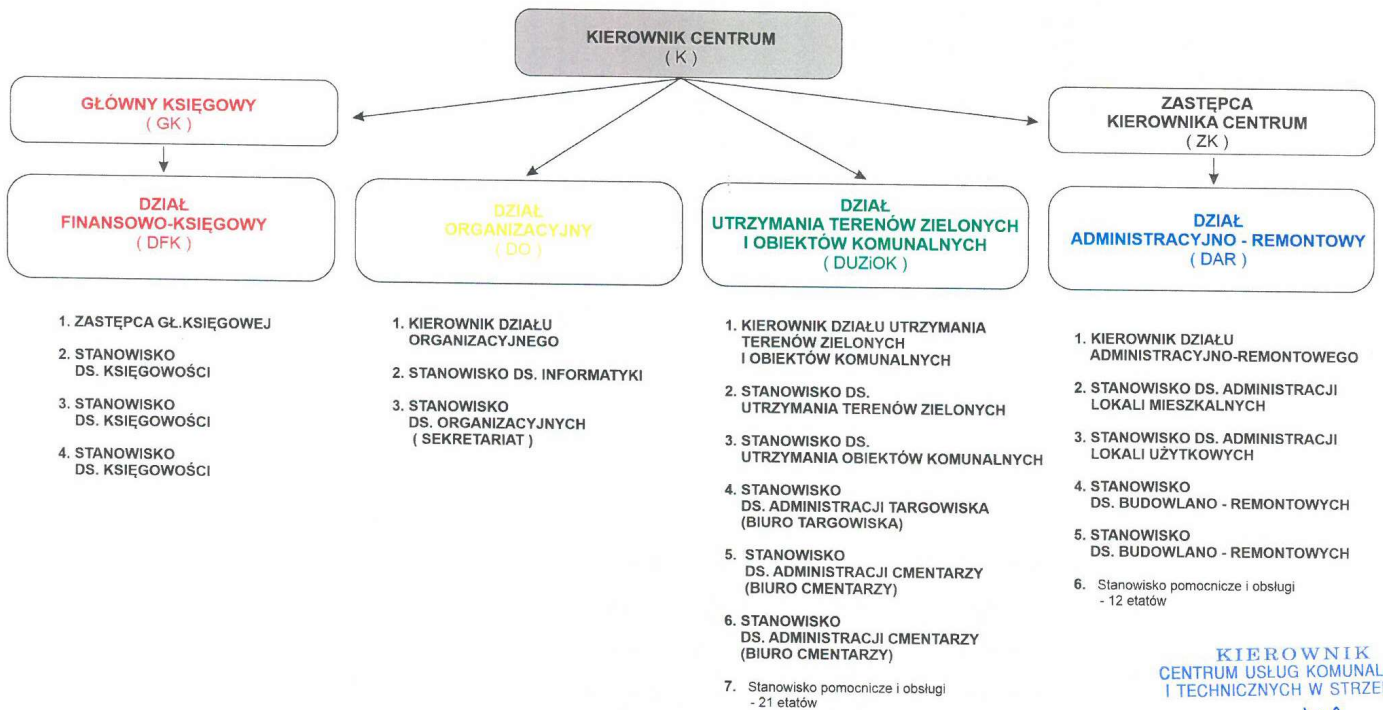 KIEROWNIK CENTRUM
( K )
GŁÓWNY KSIĘGOWY
( GK )
ZASTĘPCA
KIEROWNIKA CENTRUM
( ZK )
DZIAŁ
FINANSOWO-KSIĘGOWY
( DFK )
DZIAŁ
ORGANIZACYJNY
( DO )
DZIAŁ
UTRZYMANIA TERENÓW ZIELONYCH
I OBIEKTÓW KOMUNALNYCH
( DUZiOK )
DZIAŁ
ADMINISTRACYJNO - REMONTOWY
( DAR )
1. ZASTĘPCA GŁ.KSIĘGOWEJ
2. STANOWISKO
DS. KSIĘGOWOŚCI
3. STANOWISKO
DS. KSIĘGOWOŚCI
4. STANOWISKO
DS. KSIĘGOWOŚCI
1. KIEROWNIK DZIAŁU
ORGANIZACYJNEGO
2. STANOWISKO DS. INFORMATYKI
3. STANOWISKO
DS. ORGANIZACYJNYCH
( SEKRETARIAT )
1. KIEROWNIK DZIAŁU UTRZYMANIA
TERENÓW ZIELONYCH
I OBIEKTÓW KOMUNALNYCH
2. STANOWISKO DS.
UTRZYMANIA TERENÓW ZIELONYCH
3. STANOWISKO DS.
UTRZYMANIA OBIEKTÓW KOMUNALNYCH
4. STANOWISKO
DS. ADMINISTRACJI TARGOWISKA
(BIURO TARGOWISKA)
5. STANOWISKO
DS. ADMINISTRACJI CMENTARZY
(BIURO CMENTARZY)
6. STANOWISKO
DS. ADMINISTRACJI CMENTARZY
(BIURO CMENTARZY)
7. Stanowisko pomocnicze i obsługi
- 21 etatów
1. KIEROWNIK DZIAŁU
ADMINISTRACYJNO-REMONTOWEGO
2. STANOWISKO DS. ADMINISTRACJI
LOKALI MIESZKALNYCH
3. STANOWISKO DS. ADMINISTRACJI
LOKALI UŻYTKOWYCH
4. STANOWISKO
DS. BUDOWLANO - REMONTOWYCH
5. STANOWISKO
DS. BUDOWLANO - REMONTOWYCH
6. Stanowisko pomocnicze i obsługi
- 12 etatów
KIEROWNIK
CENTRUM USŁUG KOMUNAL
I TECHNICZNYCH W STRZE